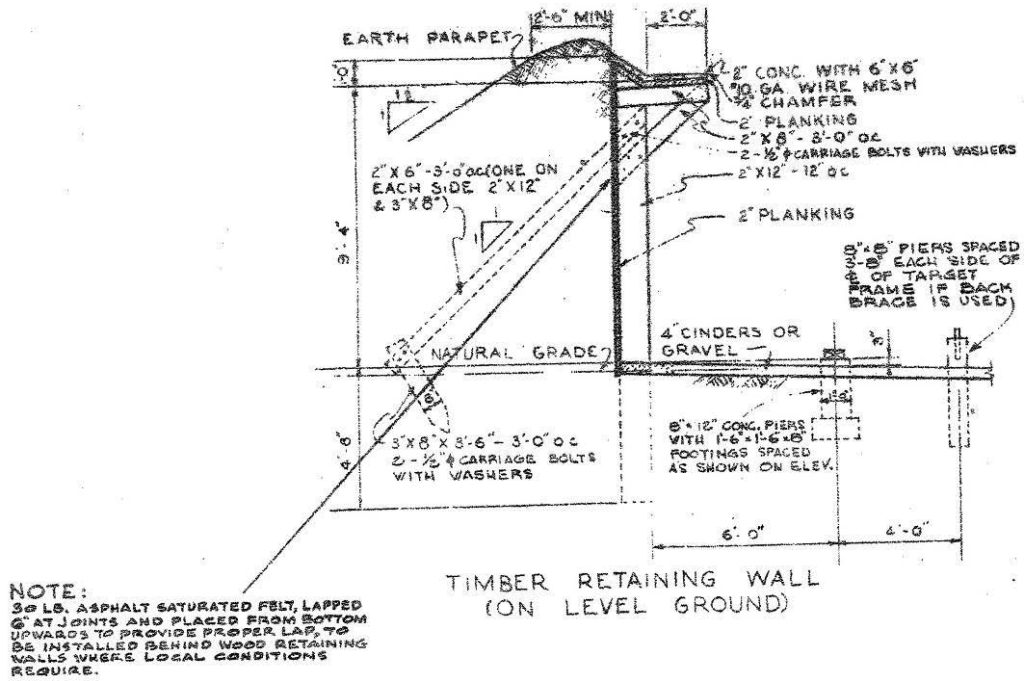 2'-6" MIN.
2'-0"
EARTH PARAPET
2" CONC. WITH 6"X6"
#10 GA. WIRE MESH
3/4" CHAMFER
2" PLANKING
2"X8"-3'-0" OC
2-1/2"ϕ CARRIAGE BOLTS WITH WASHERS
2"X12"-12" OC
2" PLANKING
2"X6"-3'-0" OC (ONE ON
EACH SIDE 2"X12"
& 3"X8")
1
9'-4"
8"x8" PIERS SPACED
3'-8" EACH SIDE OF
℄ OF TARGET
FRAME IF BACK
BRACE IS USED
4" CINDERS OR
GRAVEL
3"
NATURAL GRADE
6"
4'-8"
3"X8"X3'-6"-3'-0" OC
2-1/2"ϕ CARRIAGE BOLTS
WITH WASHERS
8"x12" CONC. PIERS
WITH 1'-6"x1'-6"x8"
FOOTINGS SPACED
AS SHOWN ON ELEV.
6'-0"
4'-0"
TIMBER RETAINING WALL
(ON LEVEL GROUND)
NOTE:
30 LB. ASPHALT SATURATED FELT, LAPPED
6" AT JOINTS AND PLACED FROM BOTTOM
UPWARDS TO PROVIDE PROPER LAP, TO
BE INSTALLED BEHIND WOOD RETAINING
WALLS WHERE LOCAL CONDITIONS
REQUIRE.